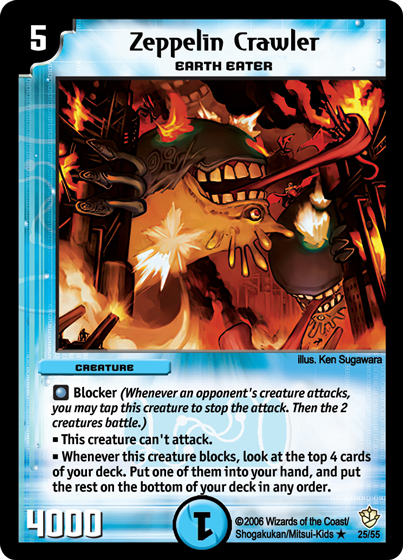 5
Zeppelin Crawler
EARTH EATER
illus. Ken Sugawara
CREATURE
Blocker (Whenever an opponent's creature attacks,
you may tap this creature to stop the attack. Then the 2
creatures battle.)
■ This creature can't attack.
■ Whenever this creature blocks, look at the top 4 cards
of your deck. Put one of them into your hand, and put
the rest on the bottom of your deck in any order.
4000
1
©2006 Wizards of the Coast/
Shogakukan/Mitsui-Kids ★ 25/55